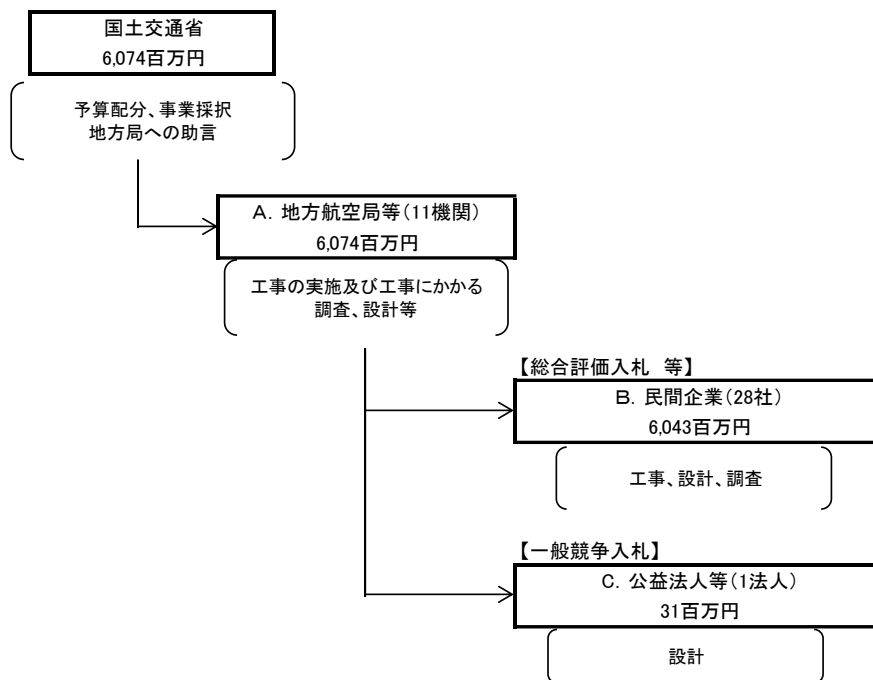 国土交通省
6,074百万円
予算配分、事業採択
地方局への助言
A. 地方航空局等(11機関)
6,074百万円
工事の実施及び工事にかかる
調査、設計等
【総合評価入札 等】
B. 民間企業(28社)
6,043百万円
工事、設計、調査
【一般競争入札】
C. 公益法人等(1法人)
31百万円
設計